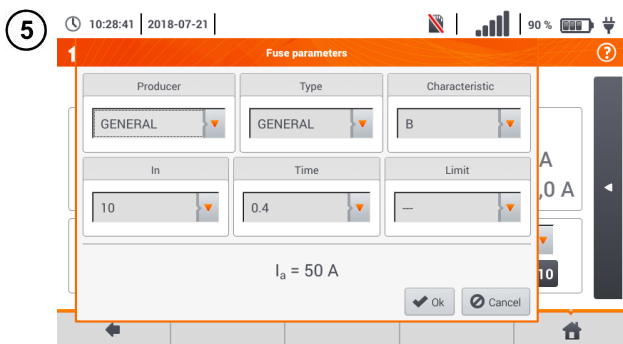 5
10:28:41 2018-07-21 90 %
Fuse parameters ?
Producer Type Characteristic
GENERAL GENERAL B
In Time Limit
10 0.4 ---
A
,0 A
Iₐ = 50 A
10
Ok Cancel